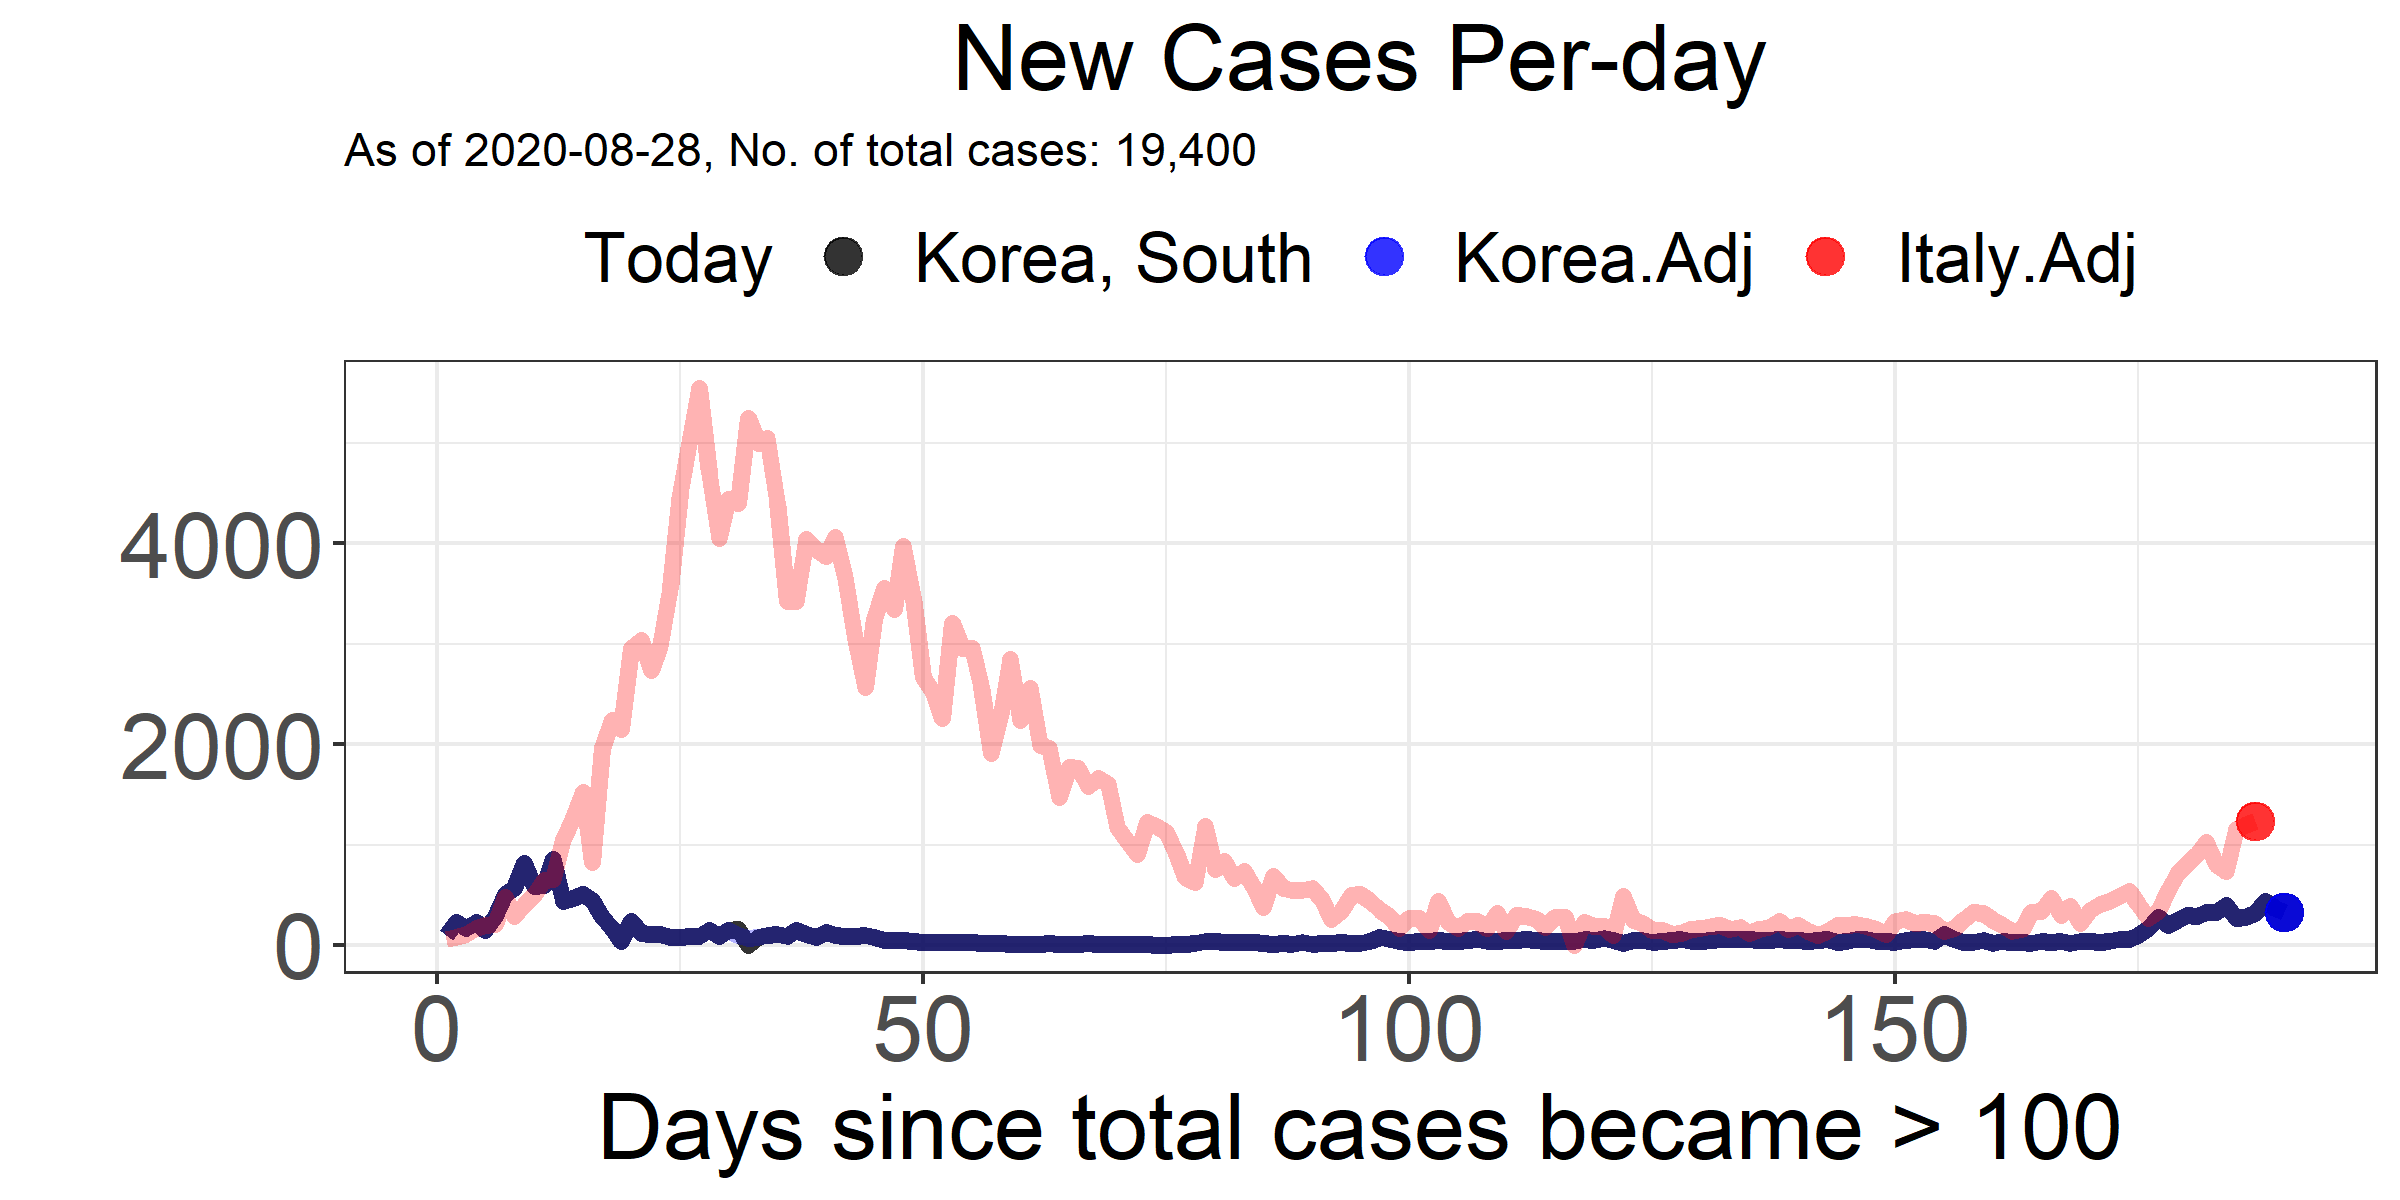 New Cases Per-day
As of 2020-08-28, No. of total cases: 19,400
Today Korea, South Korea.Adj Italy.Adj
4000
2000
0
0 50 100 150
Days since total cases became > 100